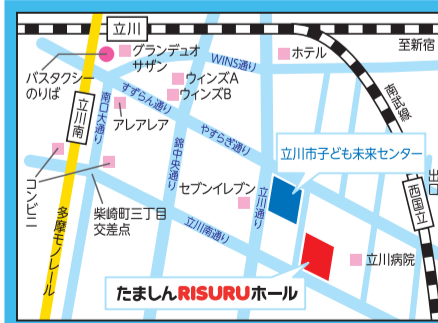 立川
グランデュオ
サザン
WINS通り
ホテル
至新宿
バスタクシー
のりば
ウィンズA
ウィンズB
南武線
すずらん通り
立川南
南口大通り
アレアレア
やすらぎ通り
錦中央通り
立川市子ども未来センター
出口
コンビニ
セブンイレブン
立川通り
西国立
柴崎町三丁目
交差点
立川南通り
多摩モノレール
立川病院
たましんRISURUホール